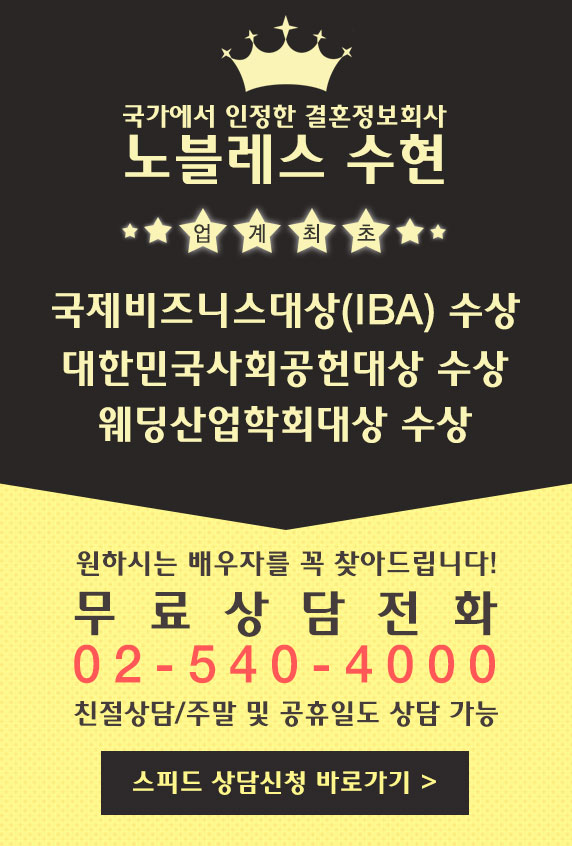 국가에서 인정한 결혼정보회사
노블레스 수현
업계최초
국제비즈니스대상(IBA) 수상
대한민국사회공헌대상 수상
웨딩산업학회대상 수상
원하시는 배우자를 꼭 찾아드립니다!
무료상담전화
02-540-4000
친절상담/주말 및 공휴일도 상담 가능
스피드 상담신청 바로가기 >